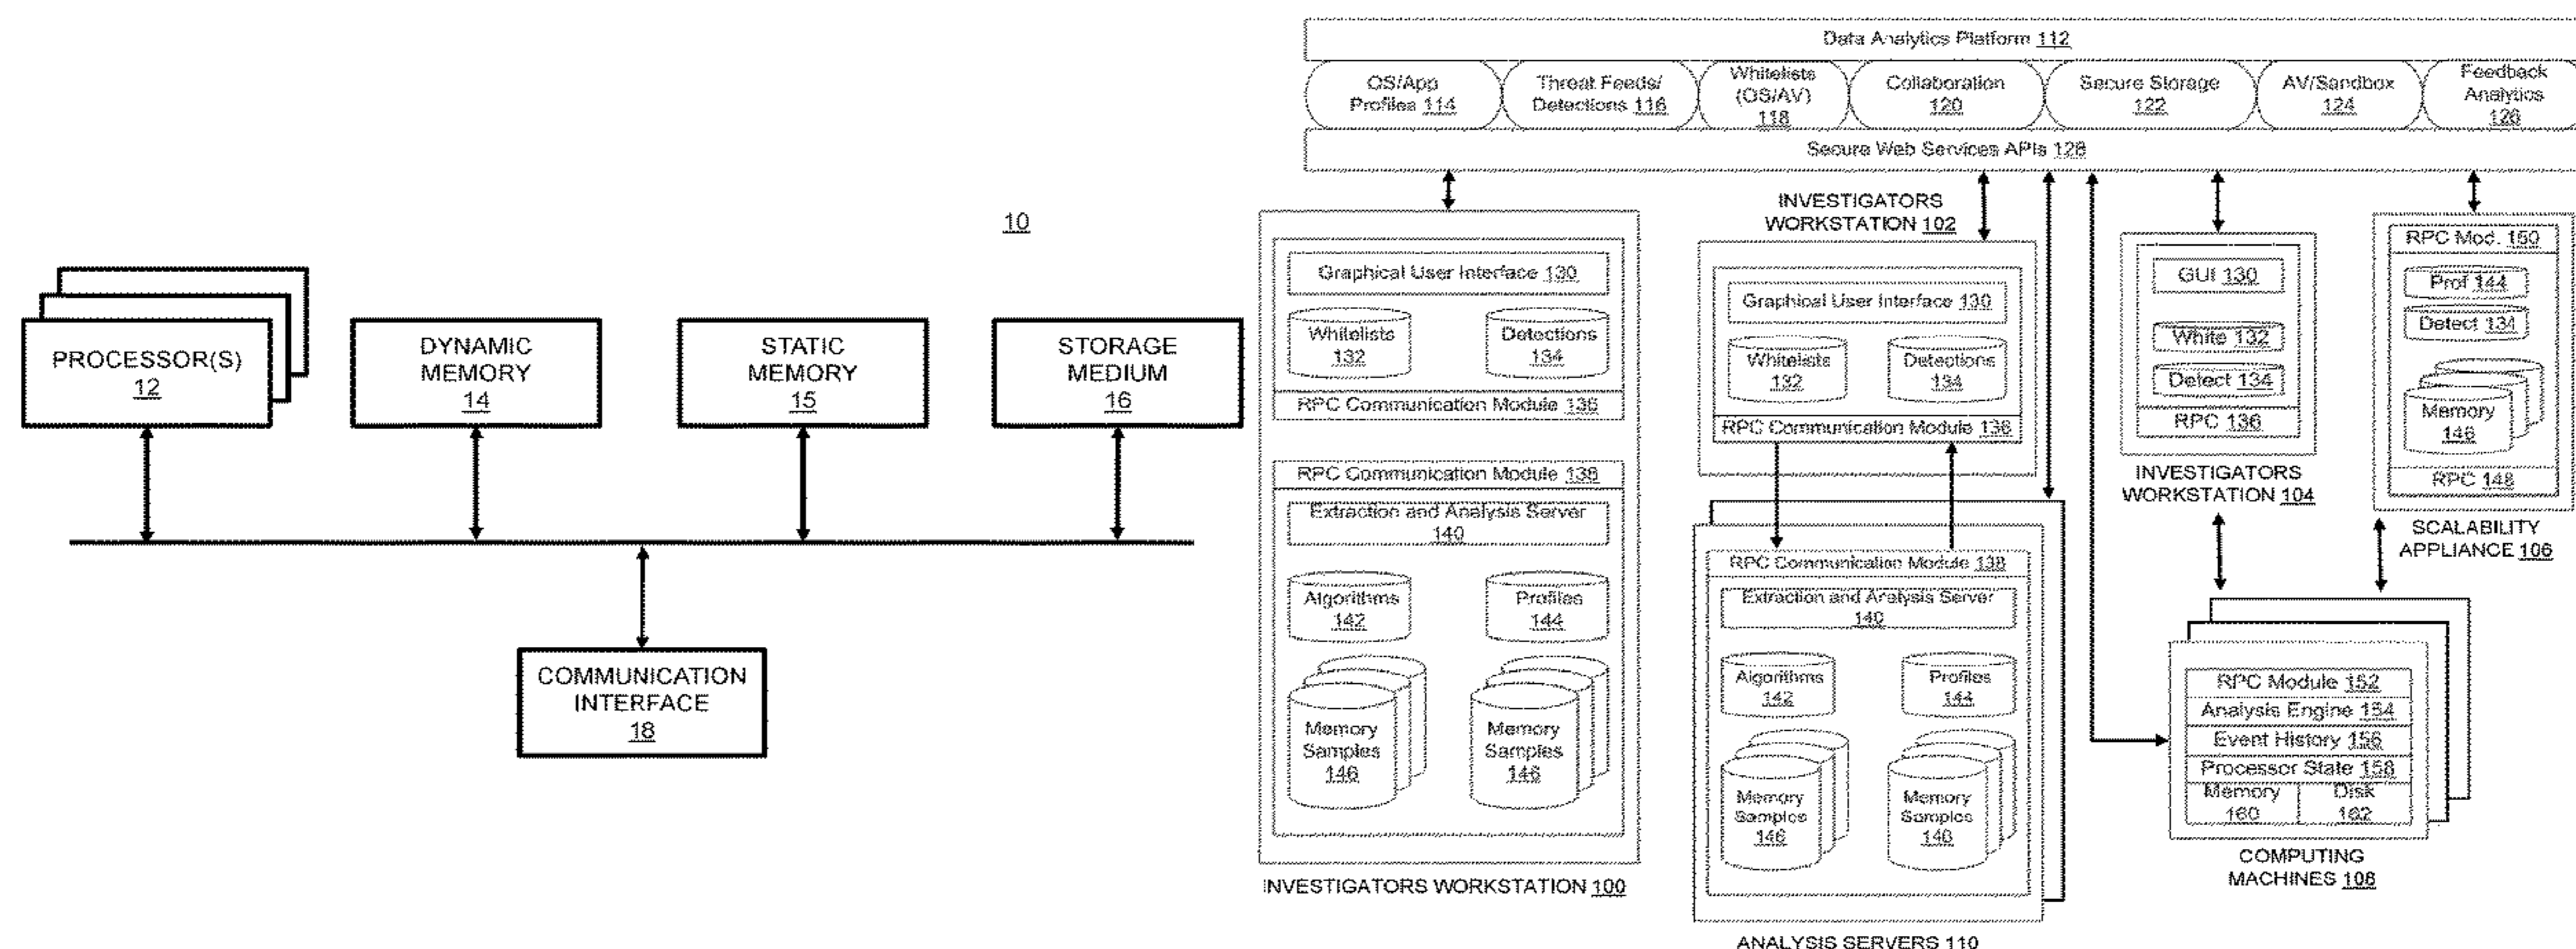 10
PROCESSOR(S)
12
DYNAMIC
MEMORY
14
STATIC
MEMORY
15
STORAGE
MEDIUM
16
COMMUNICATION
INTERFACE
18
Data Analytics Platform 112
OS/App
Profiles 114
Threat Feeds/
Detections 116
Whitelists
(OS/AV)
118
Collaboration
120
Secure Storage
122
AV/Sandbox
124
Feedback
Analytics
126
Secure Web Services APIs 128
Graphical User Interface 130
Whitelists
132
Detections
134
RPC Communication Module 136
RPC Communication Module 138
Extraction and Analysis Server
140
Algorithms
142
Profiles
144
Memory
Samples
146
Memory
Samples
146
INVESTIGATORS WORKSTATION 100
INVESTIGATORS
WORKSTATION 102
Graphical User Interface 130
Whitelists
132
Detections
134
RPC Communication Module 136
RPC Communication Module 138
Extraction and Analysis Server
140
Algorithms
142
Profiles
144
Memory
Samples
146
Memory
Samples
146
ANALYSIS SERVERS 110
GUI 130
White 132
Detect 134
RPC 136
INVESTIGATORS
WORKSTATION 104
RPC Mod. 150
Prof 144
Detect 134
Memory
146
RPC 148
SCALABILITY
APPLIANCE 106
RPC Module 152
Analysis Engine 154
Event History 156
Processor State 158
Memory
160
Disk
162
COMPUTING
MACHINES 108